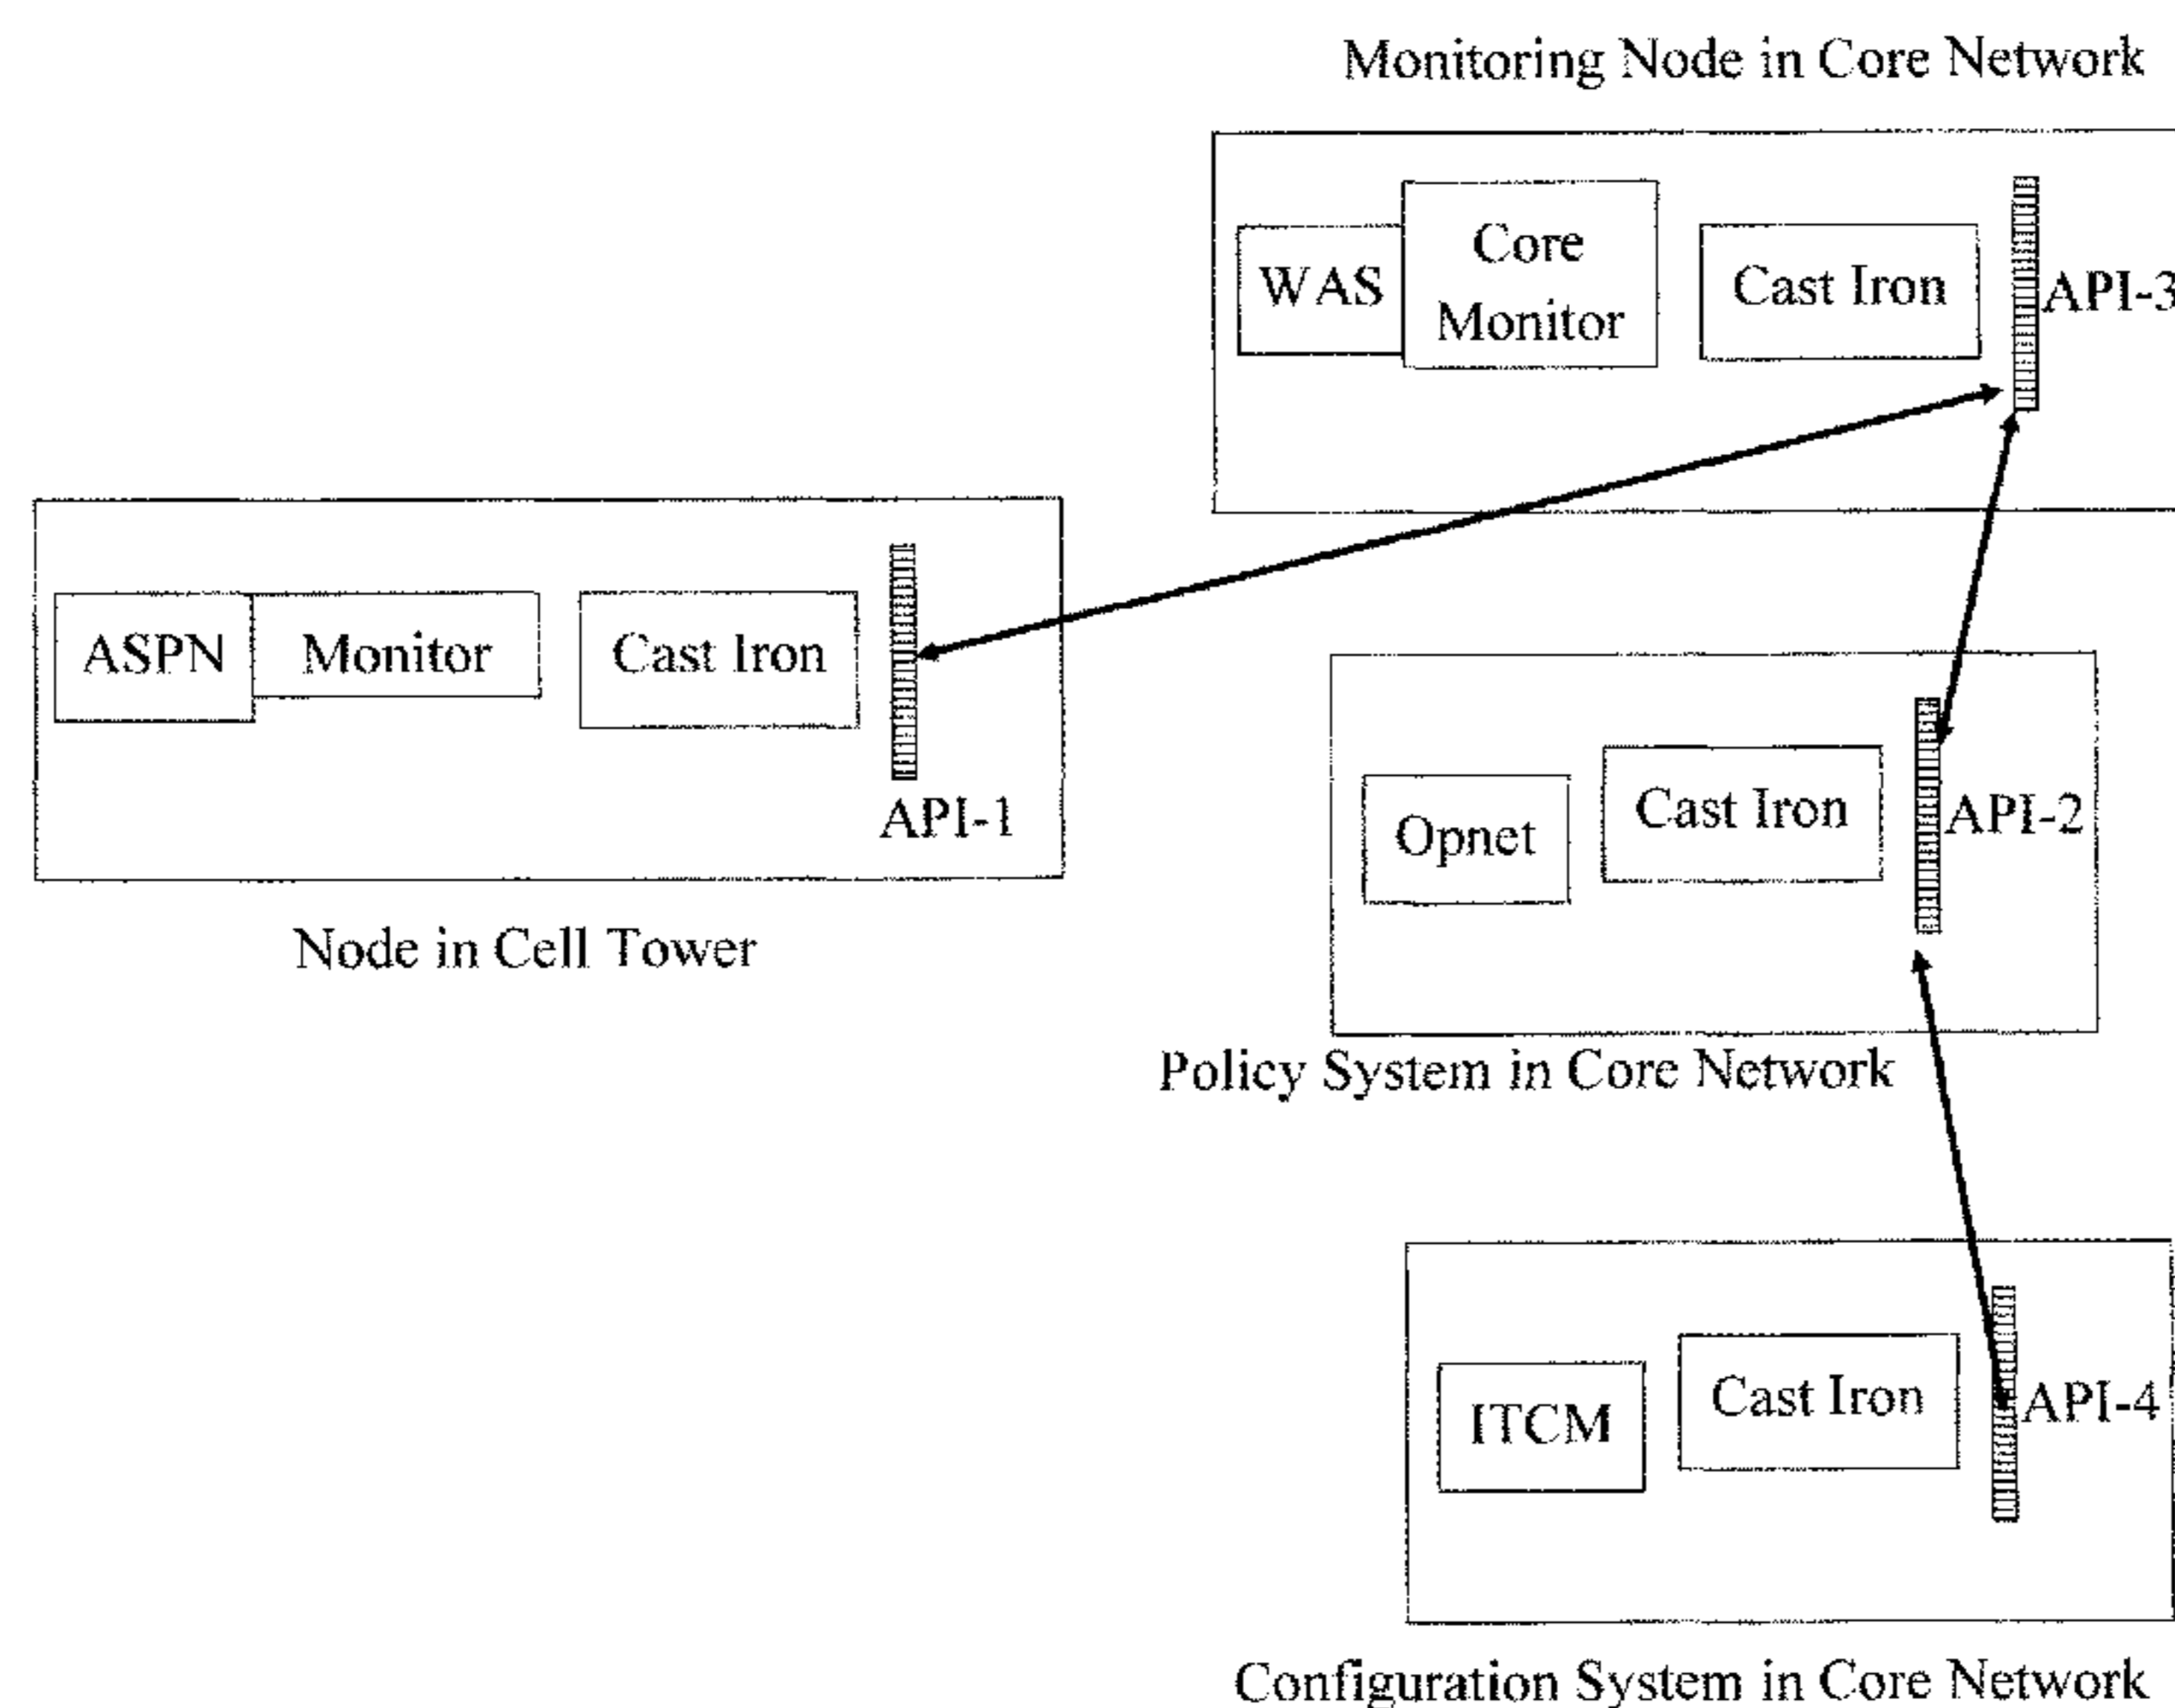 Monitoring Node in Core Network
WAS
Core
Monitor
Cast Iron
API-3
ASPN
Monitor
Cast Iron
API-1
Node in Cell Tower
Opnet
Cast Iron
API-2
Policy System in Core Network
ITCM
Cast Iron
API-4
Configuration System in Core Network